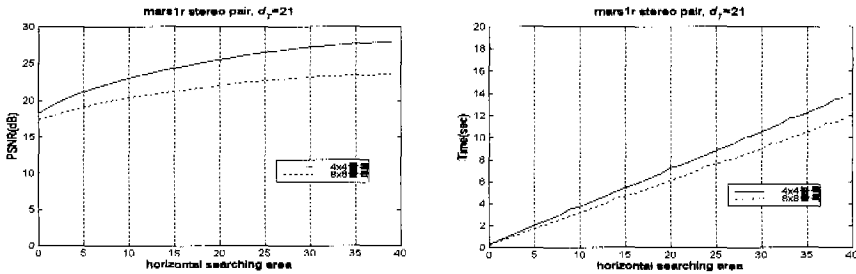 mars1r stereo pair, d_T=21
30
25
20
15
10
5
0
PSNR(dB)
4x4
8x8
0 5 10 15 20 25 30 35 40
horizontal searching area
mars1r stereo pair, d_T=21
20
18
16
14
12
10
8
6
4
2
0
Time(sec)
4x4
8x8
0 5 10 15 20 25 30 35 40
horizontal searching area